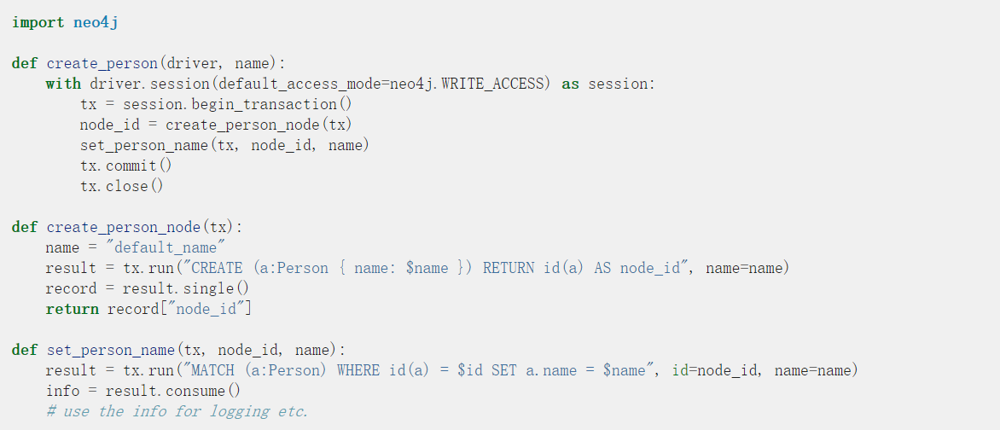 import neo4j

def create_person(driver, name):
    with driver.session(default_access_mode=neo4j.WRITE_ACCESS) as session:
        tx = session.begin_transaction()
        node_id = create_person_node(tx)
        set_person_name(tx, node_id, name)
        tx.commit()
        tx.close()

def create_person_node(tx):
    name = "default_name"
    result = tx.run("CREATE (a:Person { name: $name }) RETURN id(a) AS node_id", name=name)
    record = result.single()
    return record["node_id"]

def set_person_name(tx, node_id, name):
    result = tx.run("MATCH (a:Person) WHERE id(a) = $id SET a.name = $name", id=node_id, name=name)
    info = result.consume()
    # use the info for logging etc.